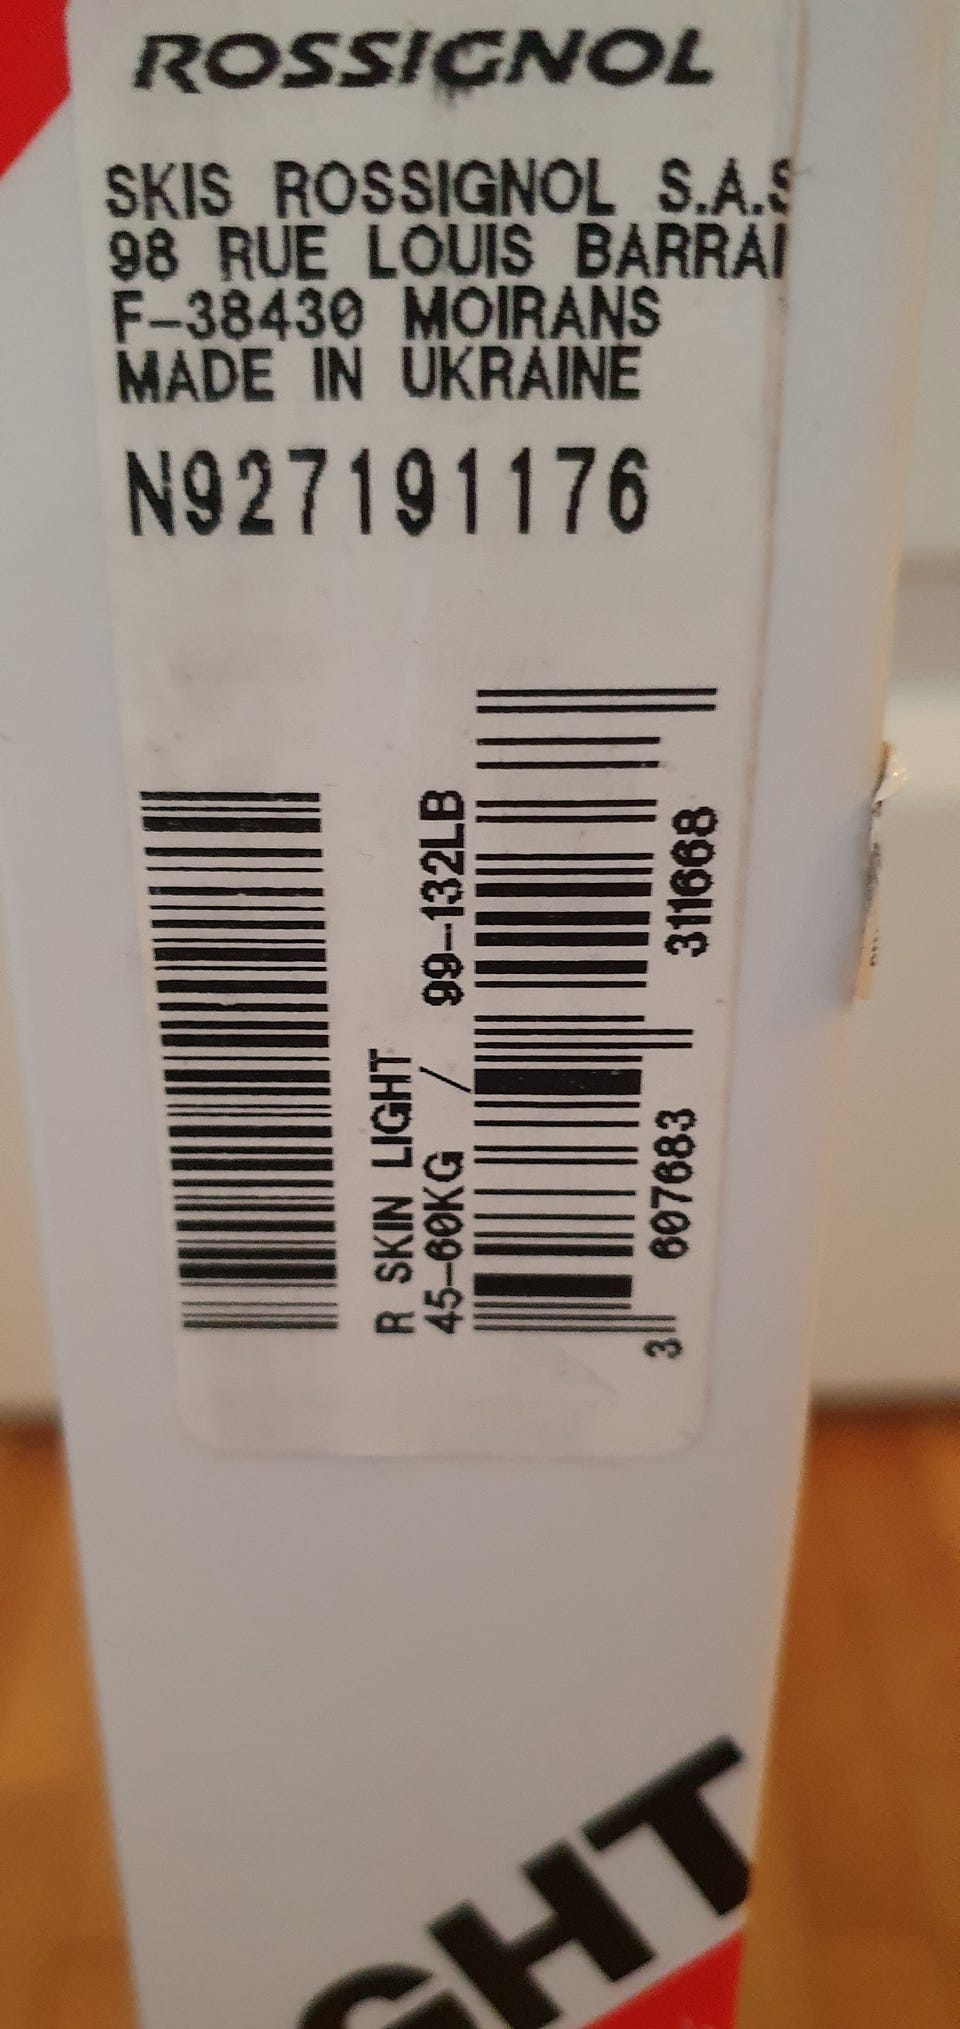 ROSSIGNOL
SKIS ROSSIGNOL S.A.S
98 RUE LOUIS BARRAI
F-38430 MOIRANS
MADE IN UKRAINE
N927191176
R SKIN LIGHT
45-60KG / 99-132LB
3 607683 311668
GHT